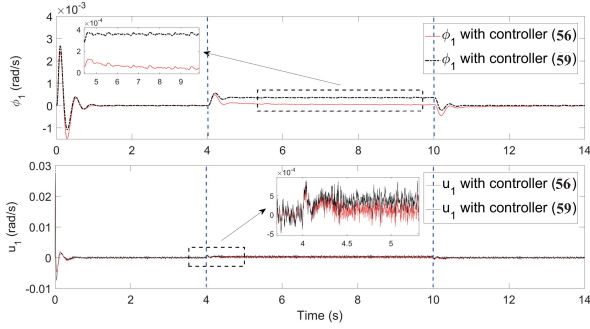 ×10⁻³
4
3
2
1
0
-1
ϕ₁ (rad/s)
×10⁻⁴
4
2
0
5 6 7 8 9
ϕ₁ with controller (56)
ϕ₁ with controller (59)
0 2 4 6 8 10 12 14
0.03
0.02
0.01
0
-0.01
u₁ (rad/s)
×10⁻⁴
5
0
-5
4 4.5 5
u₁ with controller (56)
u₁ with controller (59)
0 2 4 6 8 10 12 14
Time (s)